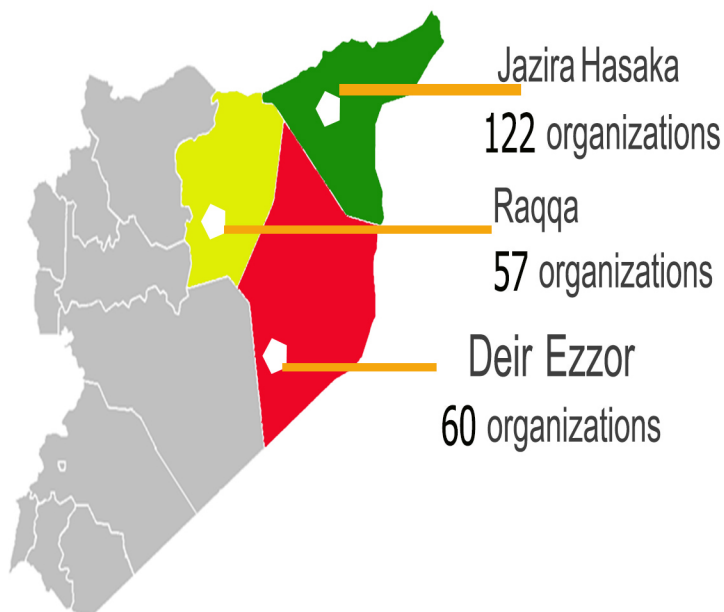 Jazira Hasaka
122 organizations
Raqqa
57 organizations
Deir Ezzor
60 organizations